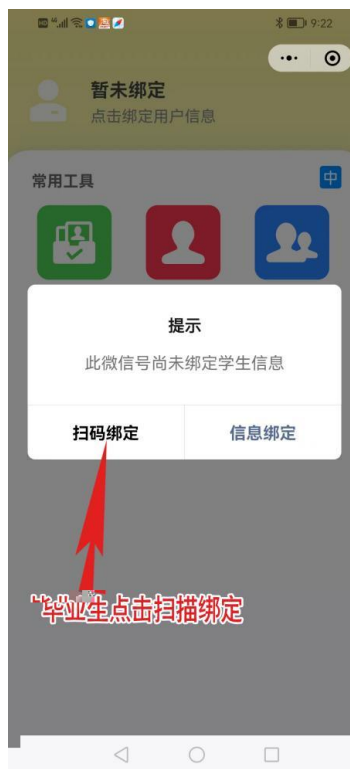 9:22
暂未绑定
点击绑定用户信息
常用工具
中
提示
此微信号尚未绑定学生信息
扫码绑定
信息绑定
毕业生点击扫描绑定